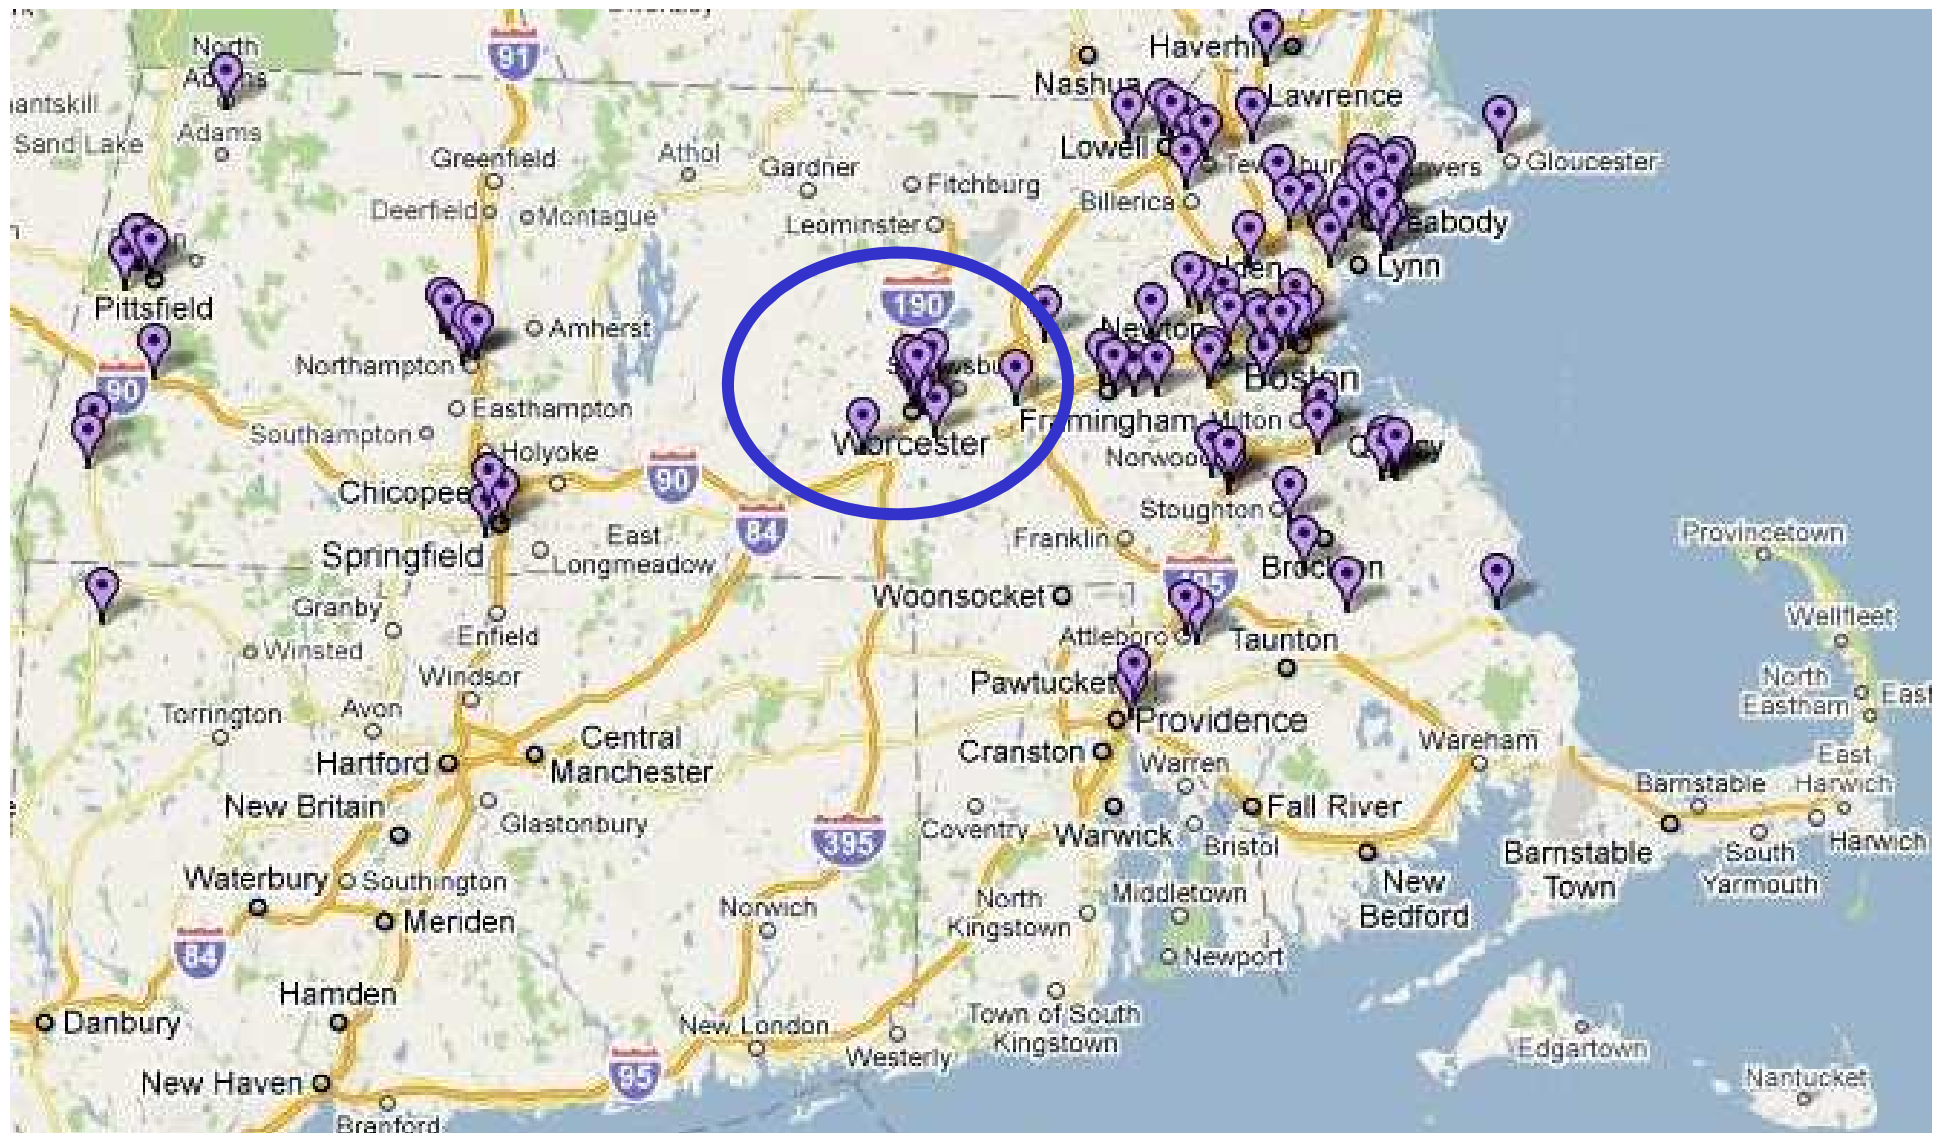 North
Adams
91
Haverhi
Nashua
Lawrence
antskill
Sand Lake
Adams
Greenfield
Athol
Gardner
Fitchburg
Lowell
Gloucester
Deerfield
Montague
Leominster
Billerica
eabody
Lynn
Pittsfield
190
Amherst
Newton
Northampton
90
Boston
Easthampton
Framingham
Milton
Southampton
Holyoke
Worcester
Norwood
Chicopee
90
84
Stoughton
Springfield
East
Longmeadow
Franklin
Provincetown
Woonsocket
Granby
Enfield
Attleboro
Taunton
Wellfleet
Winsted
Windsor
Pawtucket
North
Eastham
East
Torrington
Avon
Providence
Hartford
Central
Manchester
Cranston
Warren
Wareham
East
Harwich
New Britain
Glastonbury
Coventry
Warwick
Fall River
Bristol
Barnstable
Harwich
395
Barnstable
Town
South
Yarmouth
Waterbury
Southington
Meriden
Norwich
North
Kingstown
Middletown
New
Bedford
84
Newport
Hamden
Danbury
New London
Westerly
Town of South
Kingstown
Edgartown
New Haven
95
Nantucket
Branford